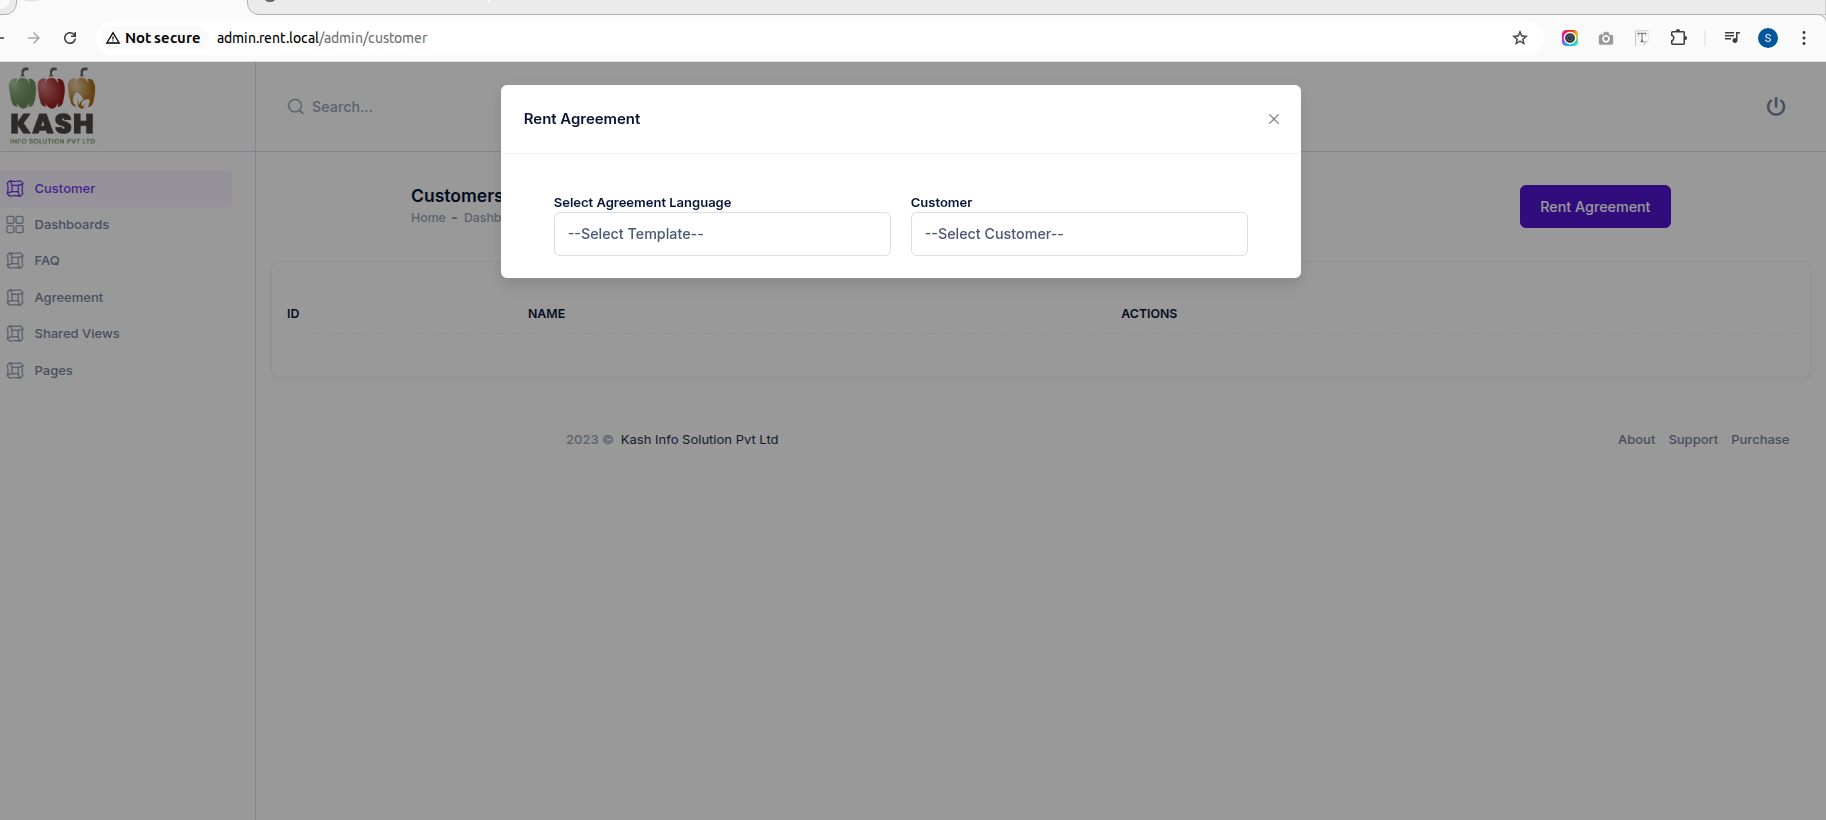 Not secure admin.rent.local/admin/customer
S
KASH
INFO SOLUTION PVT LTD
Search...
Rent Agreement
Customer
Dashboards
FAQ
Agreement
Shared Views
Pages
Customers
Home - Dashb
Rent Agreement
Select Agreement Language
--Select Template--
Customer
--Select Customer--
ID NAME ACTIONS
2023 © Kash Info Solution Pvt Ltd
About Support Purchase